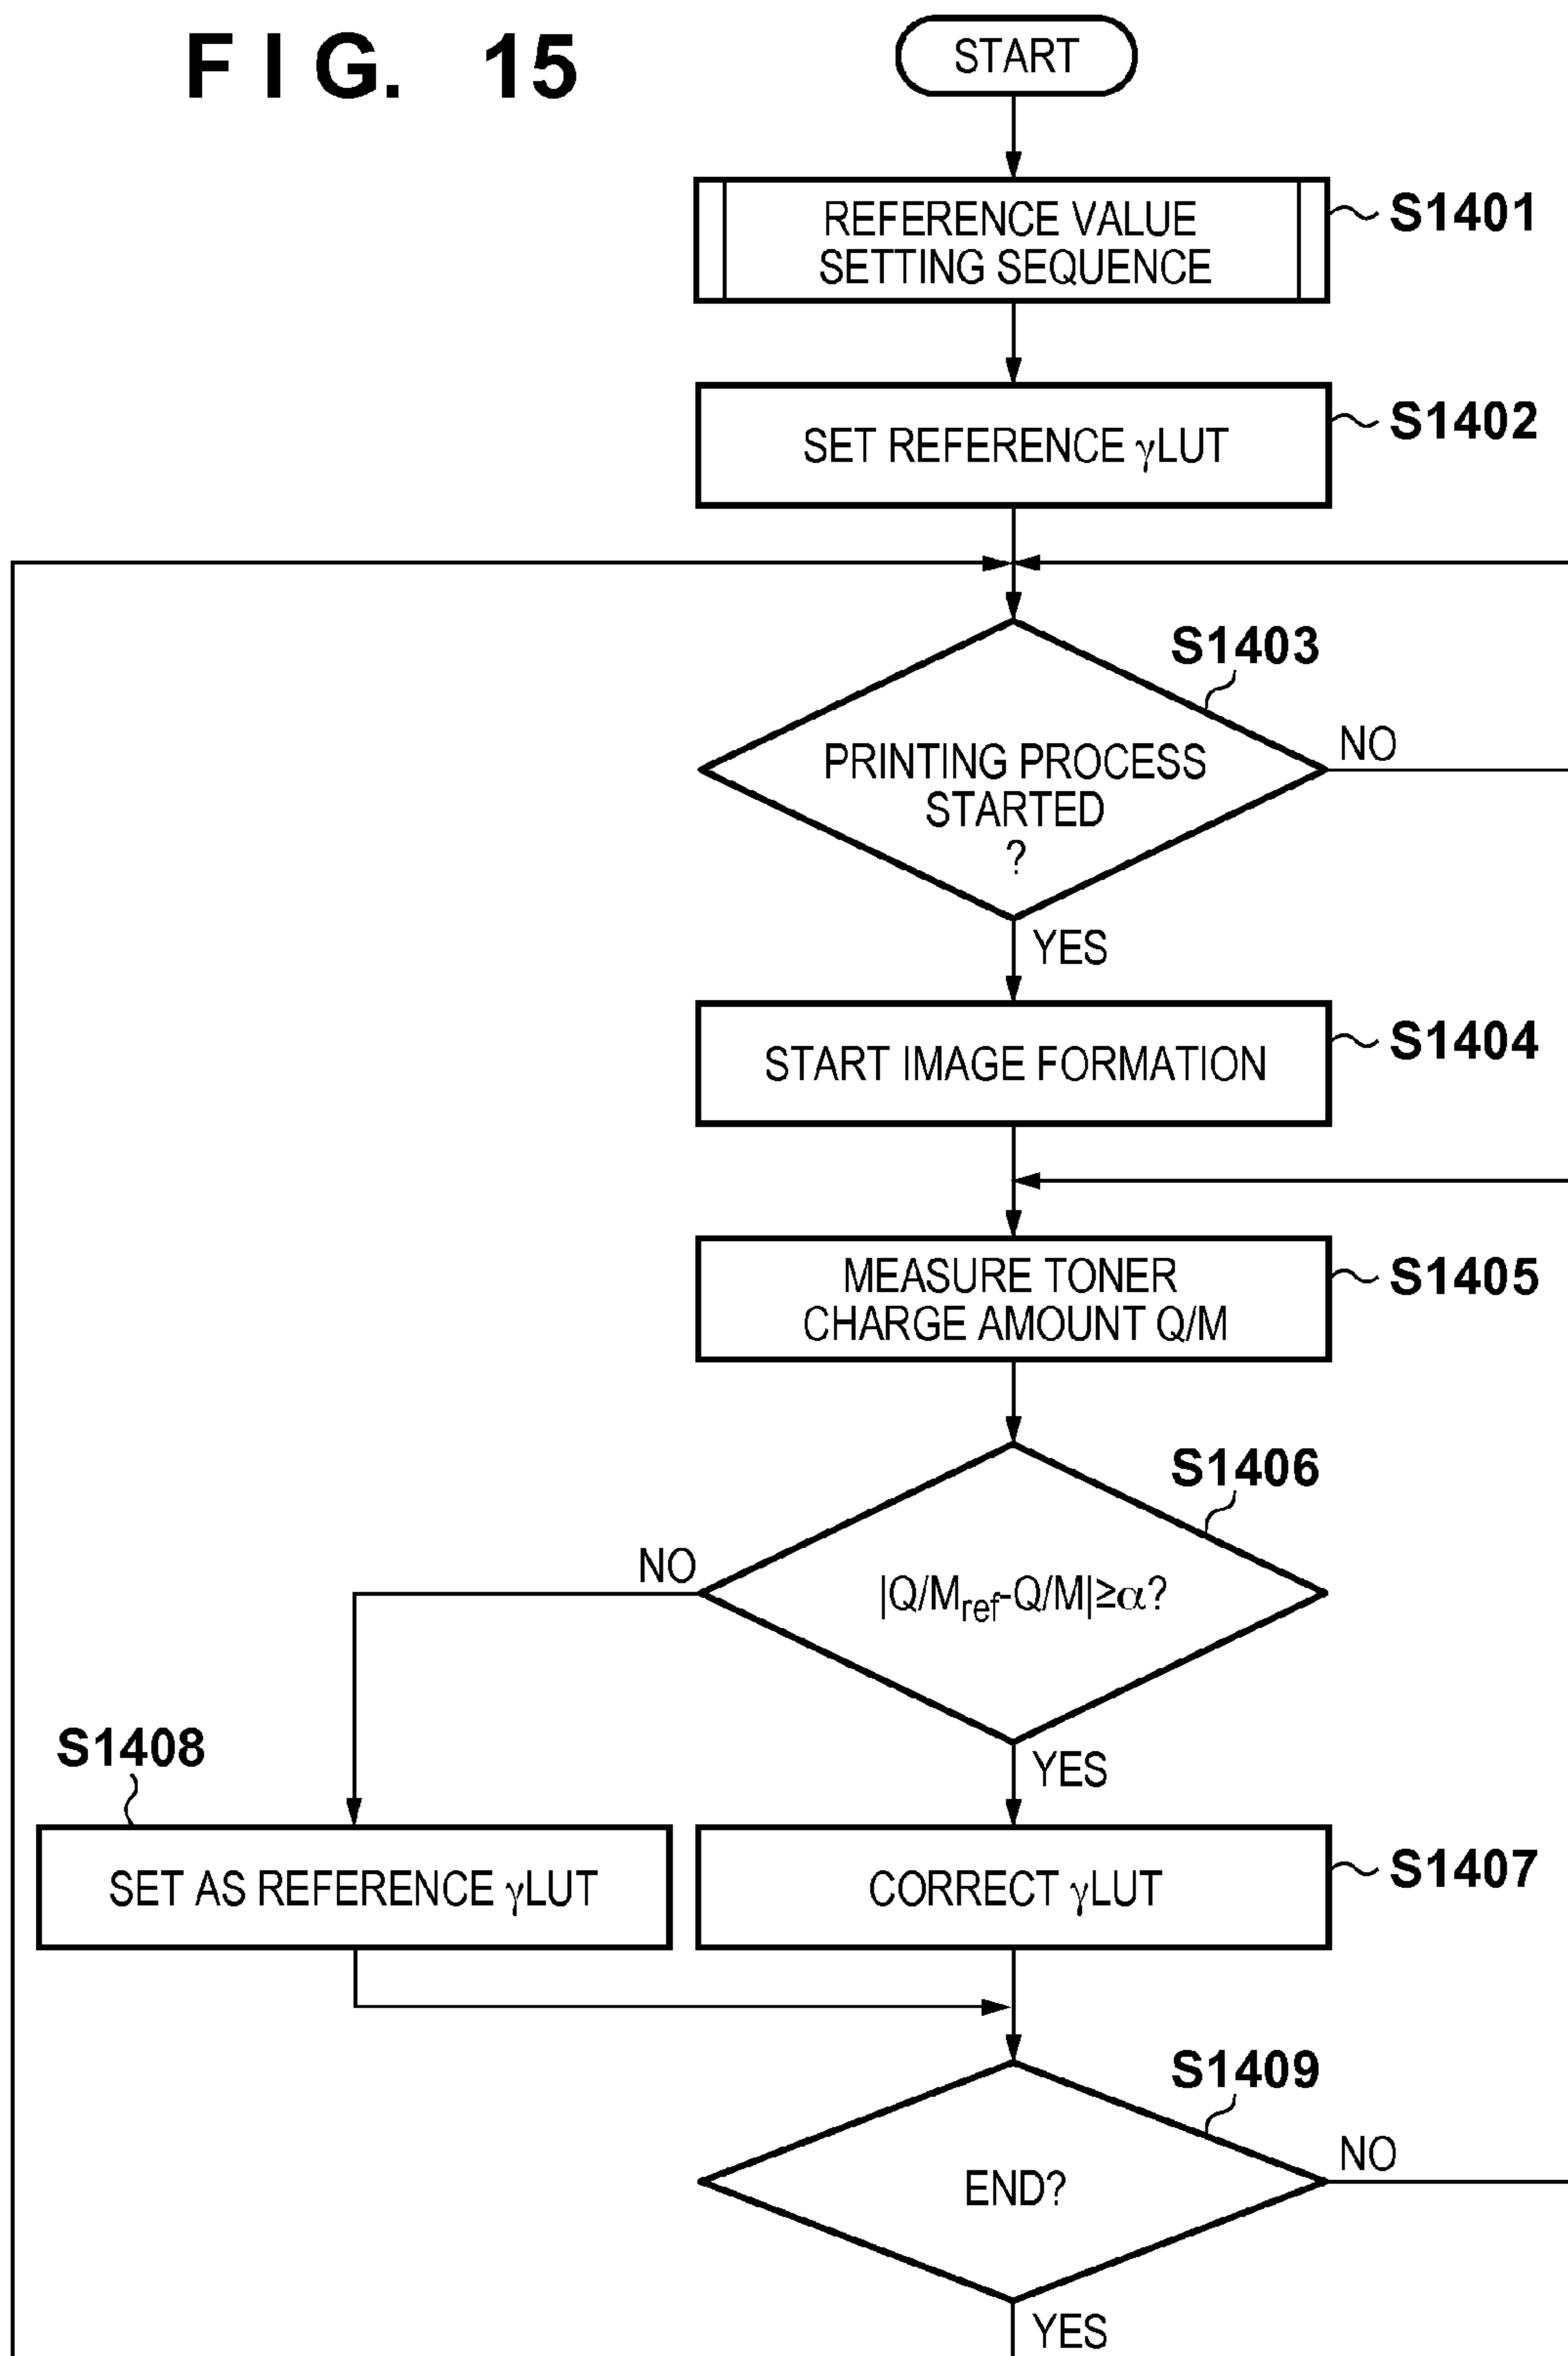 FIG. 15
START
REFERENCE VALUE
SETTING SEQUENCE
S1401
SET REFERENCE γLUT
S1402
S1403
PRINTING PROCESS
STARTED
?
NO
YES
START IMAGE FORMATION
S1404
MEASURE TONER
CHARGE AMOUNT Q/M
S1405
S1406
NO
|Q/Mref-Q/M|≥α?
YES
S1408
SET AS REFERENCE γLUT
CORRECT γLUT
S1407
S1409
END?
NO
YES